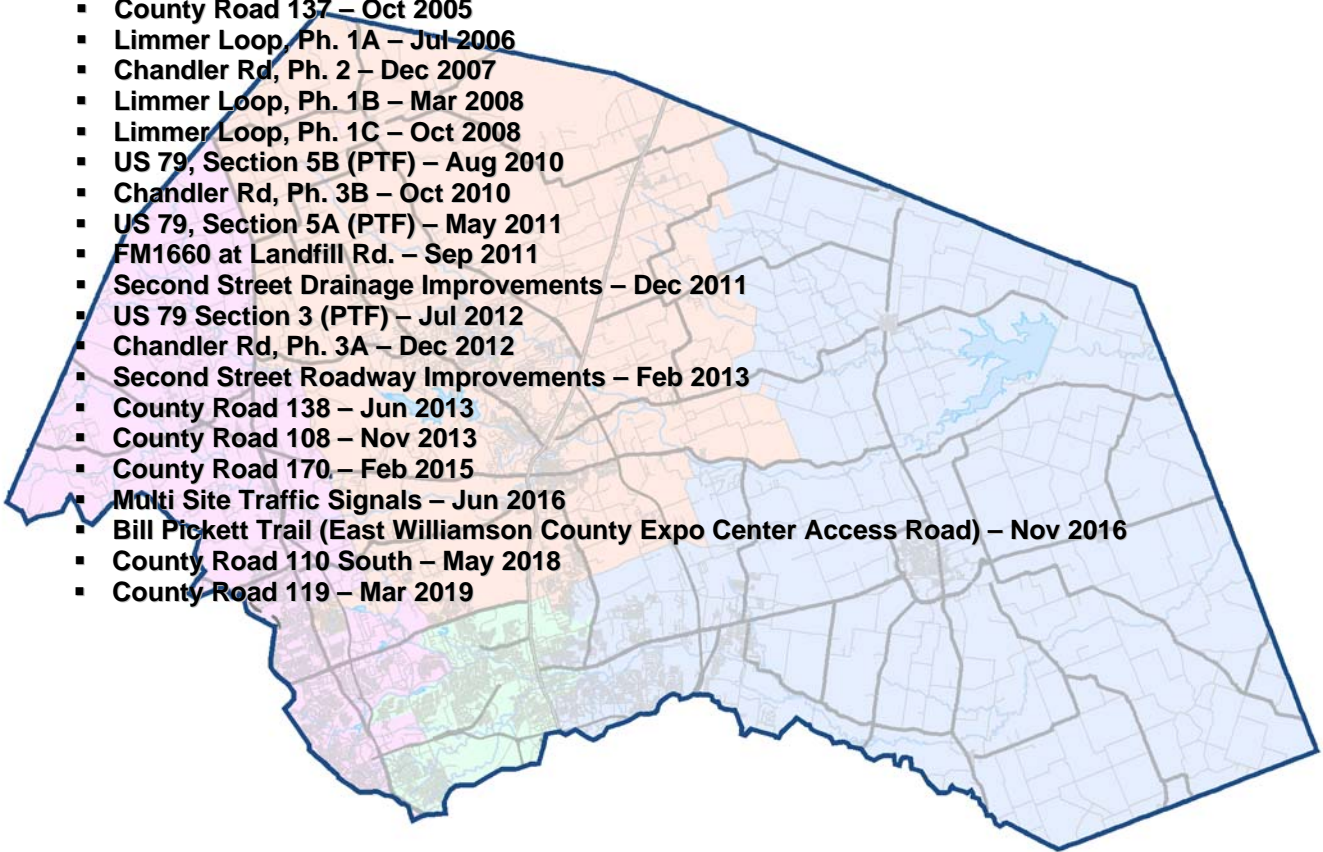 ▪ County Road 137 – Oct 2005
▪ Limmer Loop, Ph. 1A – Jul 2006
▪ Chandler Rd, Ph. 2 – Dec 2007
▪ Limmer Loop, Ph. 1B – Mar 2008
▪ Limmer Loop, Ph. 1C – Oct 2008
▪ US 79, Section 5B (PTF) – Aug 2010
▪ Chandler Rd, Ph. 3B – Oct 2010
▪ US 79, Section 5A (PTF) – May 2011
▪ FM1660 at Landfill Rd. – Sep 2011
▪ Second Street Drainage Improvements – Dec 2011
▪ US 79 Section 3 (PTF) – Jul 2012
▪ Chandler Rd, Ph. 3A – Dec 2012
▪ Second Street Roadway Improvements – Feb 2013
▪ County Road 138 – Jun 2013
▪ County Road 108 – Nov 2013
▪ County Road 170 – Feb 2015
▪ Multi Site Traffic Signals – Jun 2016
▪ Bill Pickett Trail (East Williamson County Expo Center Access Road) – Nov 2016
▪ County Road 110 South – May 2018
▪ County Road 119 – Mar 2019